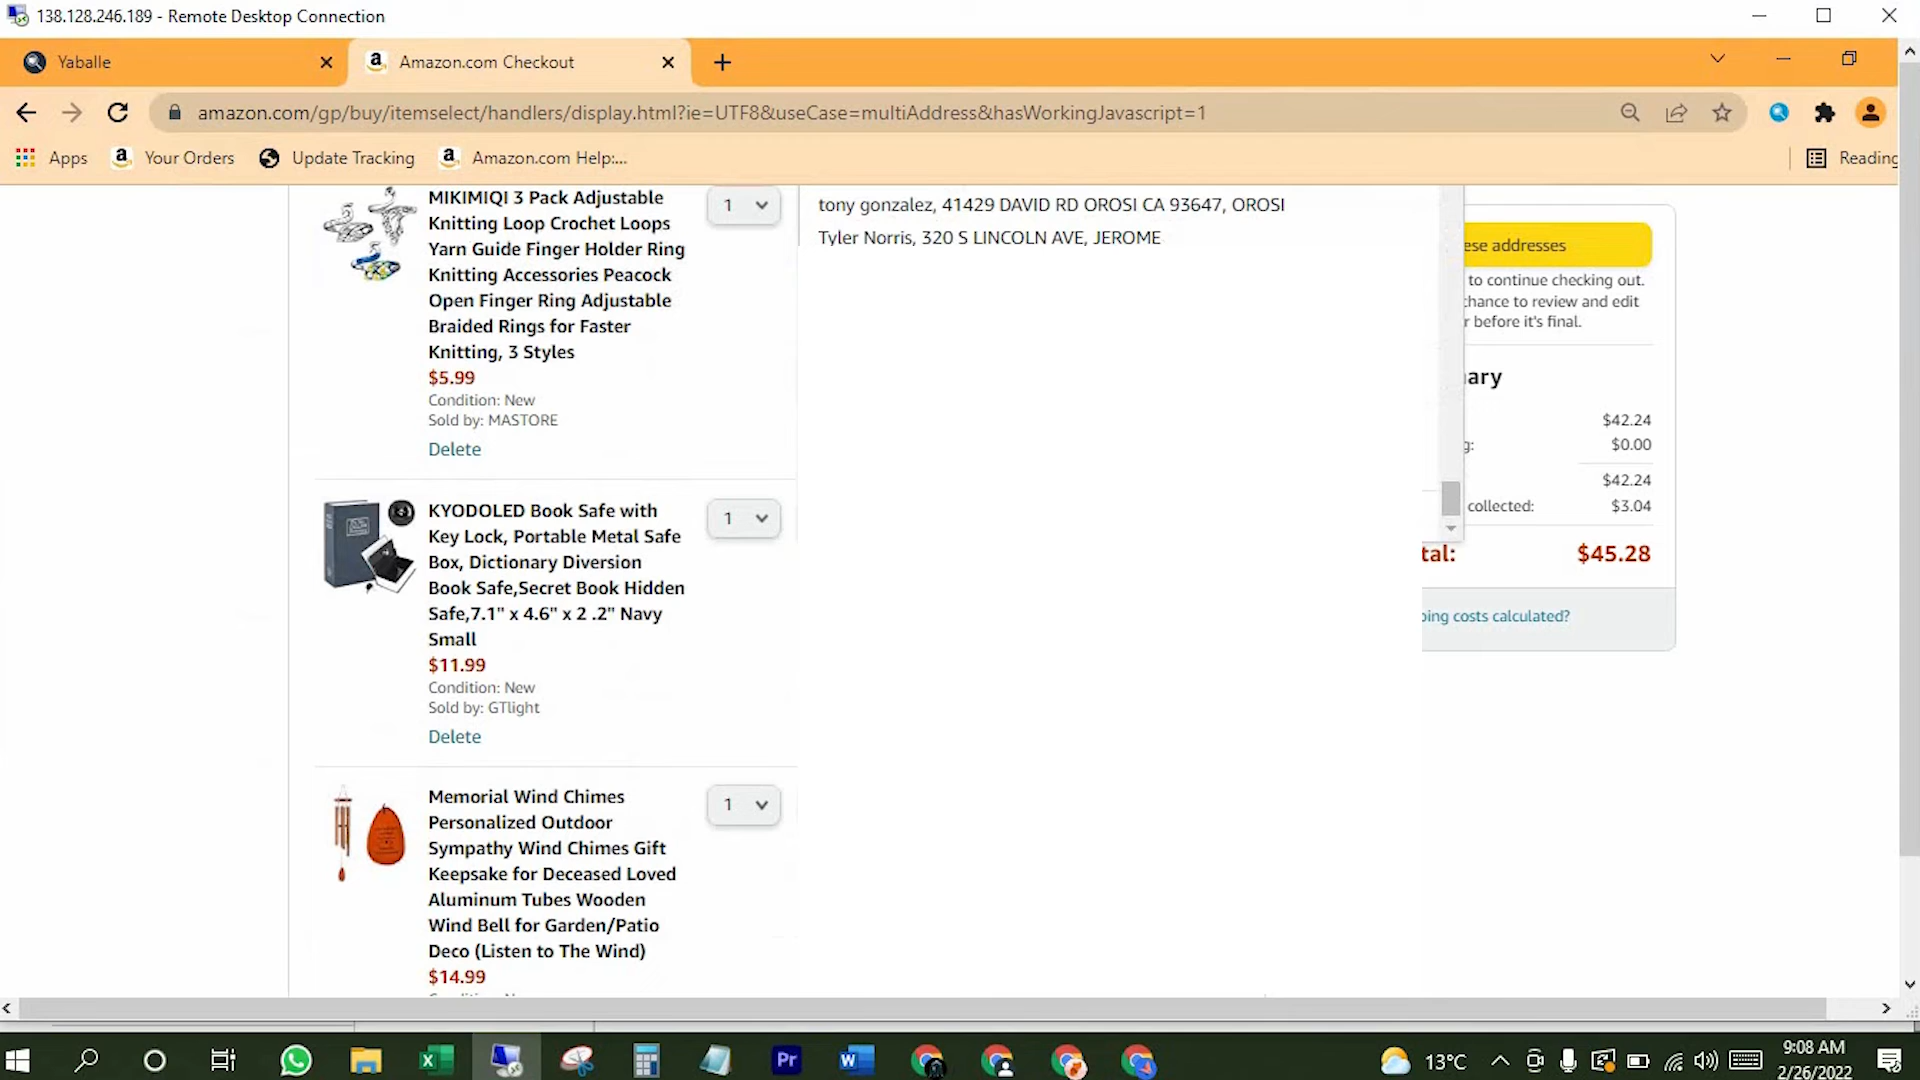 138.128.246.189 - Remote Desktop Connection
Yaballe
Amazon.com Checkout
amazon.com/gp/buy/itemselect/handlers/display.html?ie=UTF8&useCase=multiAddress&hasWorkingJavascript=1
Apps
Your Orders
Update Tracking
Amazon.com Help:...
Reading
MIKIMIQI 3 Pack Adjustable
Knitting Loop Crochet Loops
Yarn Guide Finger Holder Ring
Knitting Accessories Peacock
Open Finger Ring Adjustable
Braided Rings for Faster
Knitting, 3 Styles
$5.99
Condition: New
Sold by: MASTORE
Delete
1
tony gonzalez, 41429 DAVID RD OROSI CA 93647, OROSI
Tyler Norris, 320 S LINCOLN AVE, JEROME
ese addresses
to continue checking out.
chance to review and edit
r before it's final.
ary
$42.24
g:
$0.00
$42.24
collected:
$3.04
tal:
$45.28
oing costs calculated?
KYODOLED Book Safe with
Key Lock, Portable Metal Safe
Box, Dictionary Diversion
Book Safe,Secret Book Hidden
Safe,7.1" x 4.6" x 2 .2" Navy
Small
$11.99
Condition: New
Sold by: GTlight
Delete
1
Memorial Wind Chimes
Personalized Outdoor
Sympathy Wind Chimes Gift
Keepsake for Deceased Loved
Aluminum Tubes Wooden
Wind Bell for Garden/Patio
Deco (Listen to The Wind)
$14.99
1
13°C
9:08 AM
2/26/2022